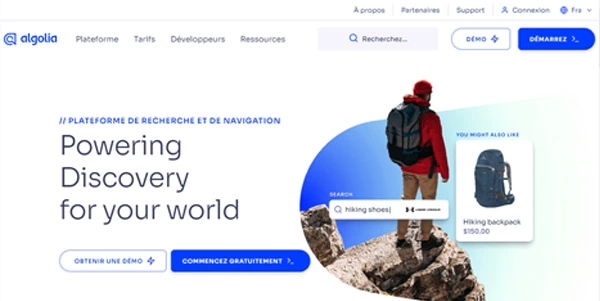 À propos Partenaires Support Connexion Fra
algolia Plateforme Tarifs Développeurs Ressources Recherchez... DÉMO DÉMARREZ
// PLATEFORME DE RECHERCHE ET DE NAVIGATION
Powering
Discovery
for your world
YOU MIGHT ALSO LIKE
SEARCH
hiking shoes UNDER ARMOUR
Hiking backpack
$150.00
OBTENIR UNE DÉMO COMMENCEZ GRATUITEMENT